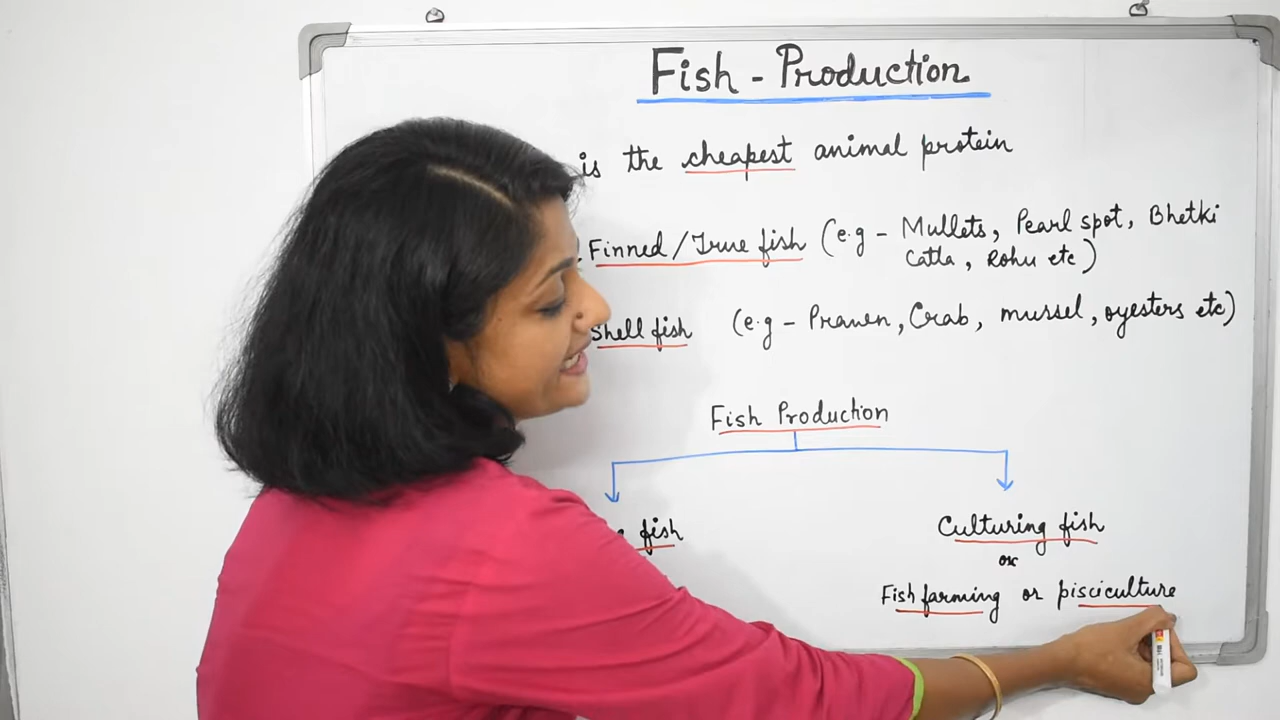 Fish - Production
is the cheapest animal protein
Finned/True fish (e.g - Mullets, Pearl spot, Bhetki
Catla, Rohu etc)
Shell fish (e.g - Prawn, Crab, mussel, oyesters etc)
Fish Production
fish
Culturing fish
or
Fish farming or pisciculture